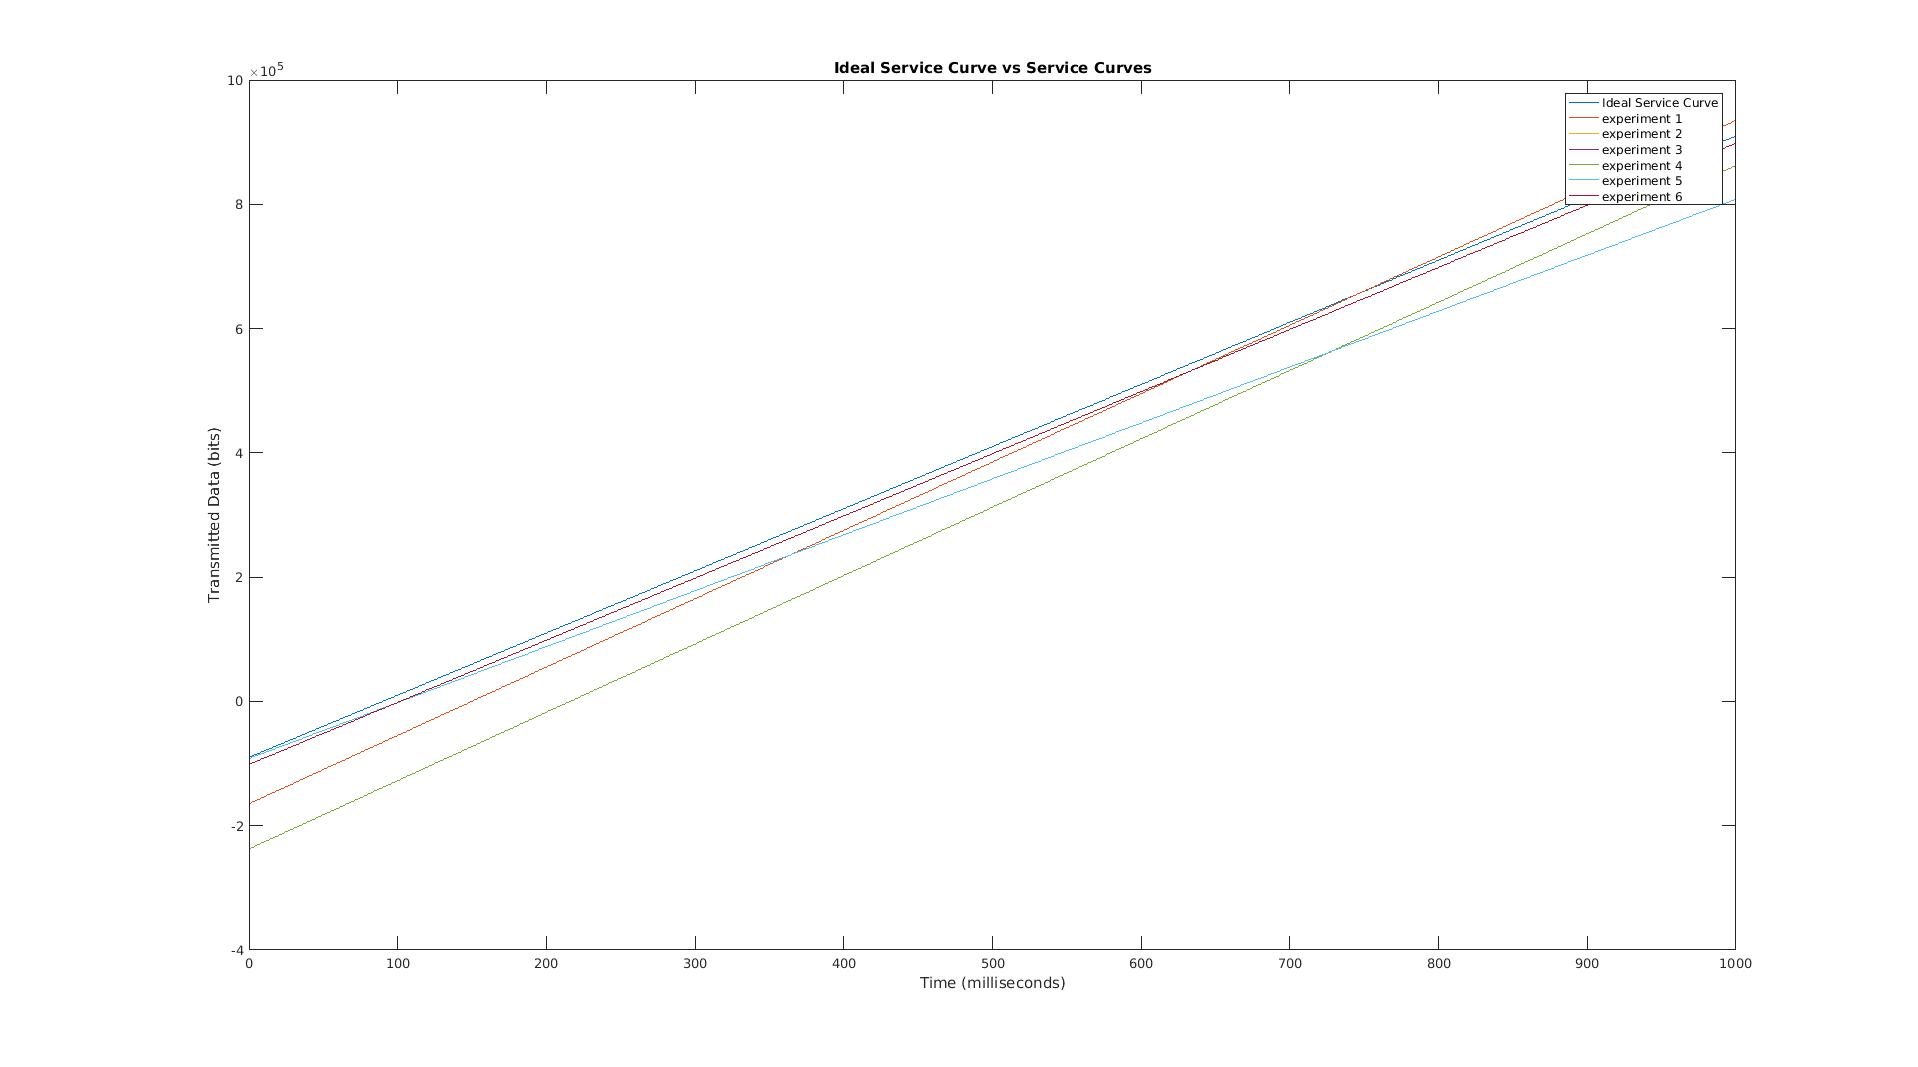 Ideal Service Curve vs Service Curves
×10^5
10
8
6
4
2
0
-2
-4
Transmitted Data (bits)
Ideal Service Curve
experiment 1
experiment 2
experiment 3
experiment 4
experiment 5
experiment 6
0 100 200 300 400 500 600 700 800 900 1000
Time (milliseconds)